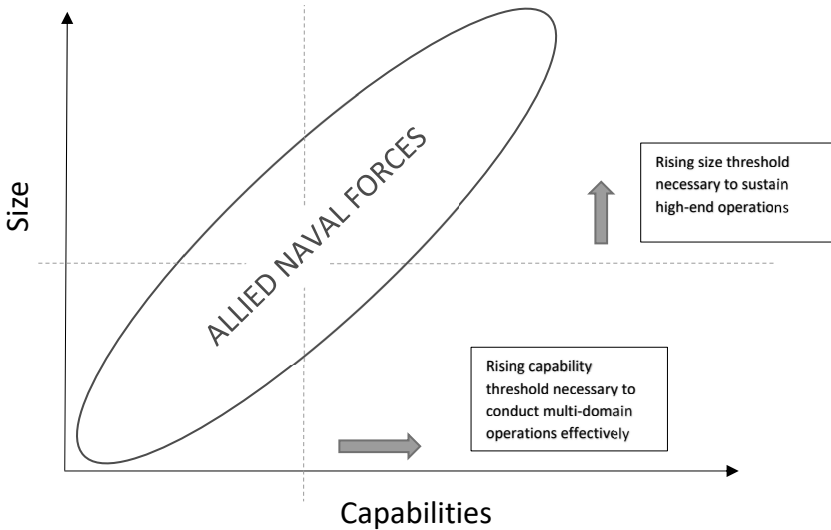 Size
ALLIED NAVAL FORCES
Rising size threshold
necessary to sustain
high-end operations
Rising capability
threshold necessary to
conduct multi-domain
operations effectively
Capabilities